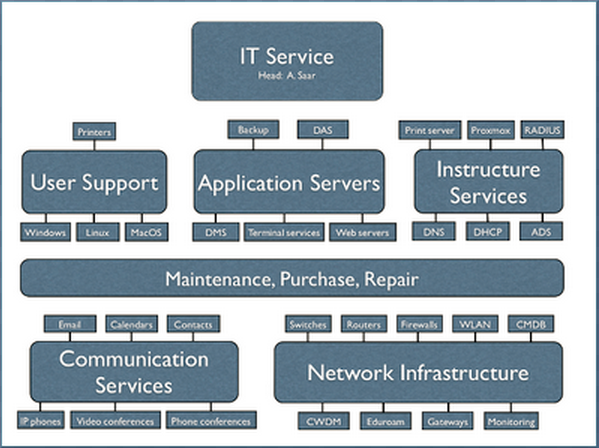 IT Service
Head: A. Saar
Printers
Backup
DAS
Print server
Proxmox
RADIUS
User Support
Application Servers
Instructure
Services
Windows
Linux
MacOS
DMS
Terminal services
Web servers
DNS
DHCP
ADS
Maintenance, Purchase, Repair
Email
Calendars
Contacts
Switches
Routers
Firewalls
WLAN
CMDB
Communication
Services
Network Infrastructure
IP phones
Video conferences
Phone conferences
CWDM
Eduroam
Gateways
Monitoring